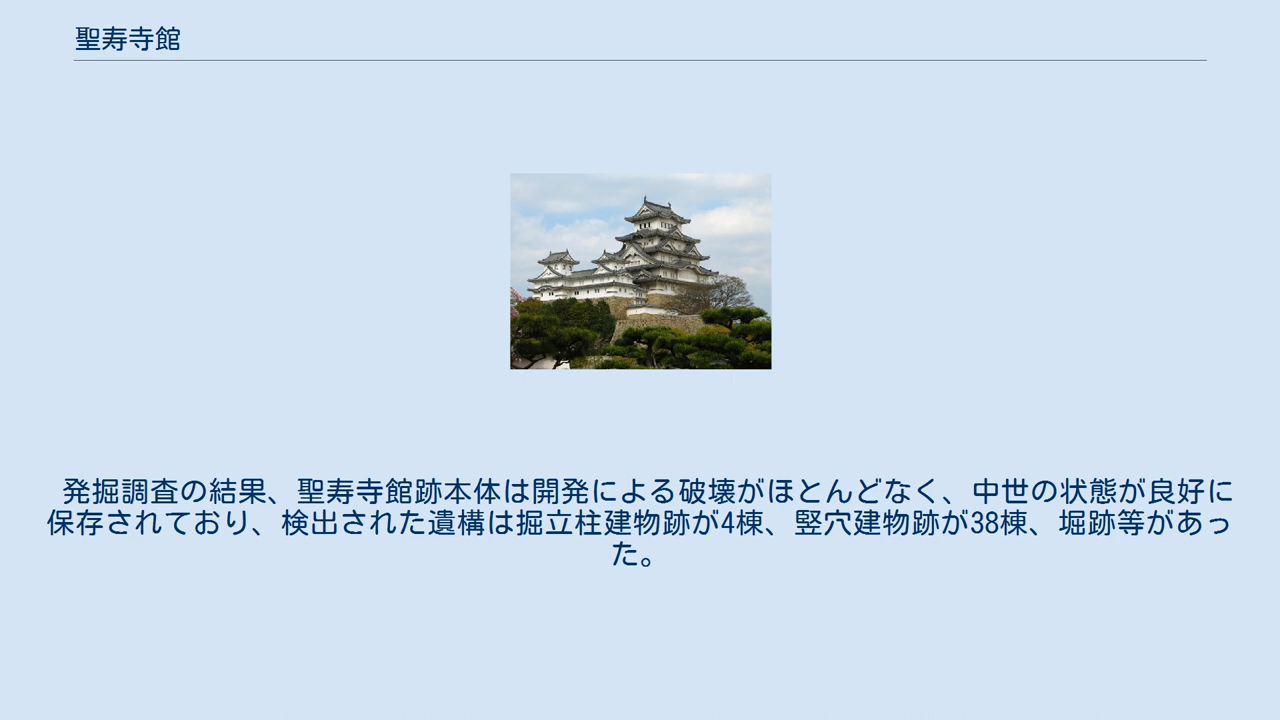 聖寿寺館
発掘調査の結果、聖寿寺館跡本体は開発による破壊がほとんどなく、中世の状態が良好に
保存されており、検出された遺構は掘立柱建物跡が4棟、竪穴建物跡が38棟、堀跡等があっ
た。